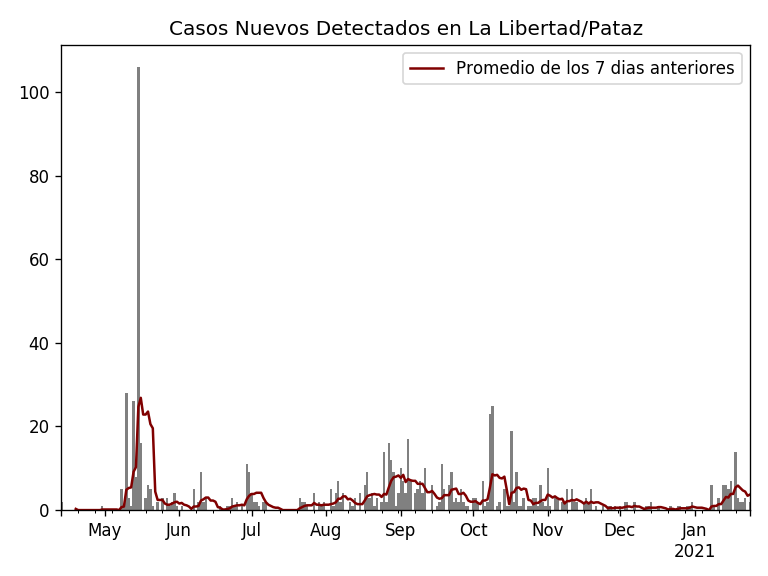 Casos Nuevos Detectados en La Libertad/Pataz
Promedio de los 7 dias anteriores
100
80
60
40
20
0
May Jun Jul Aug Sep Oct Nov Dec Jan
2021